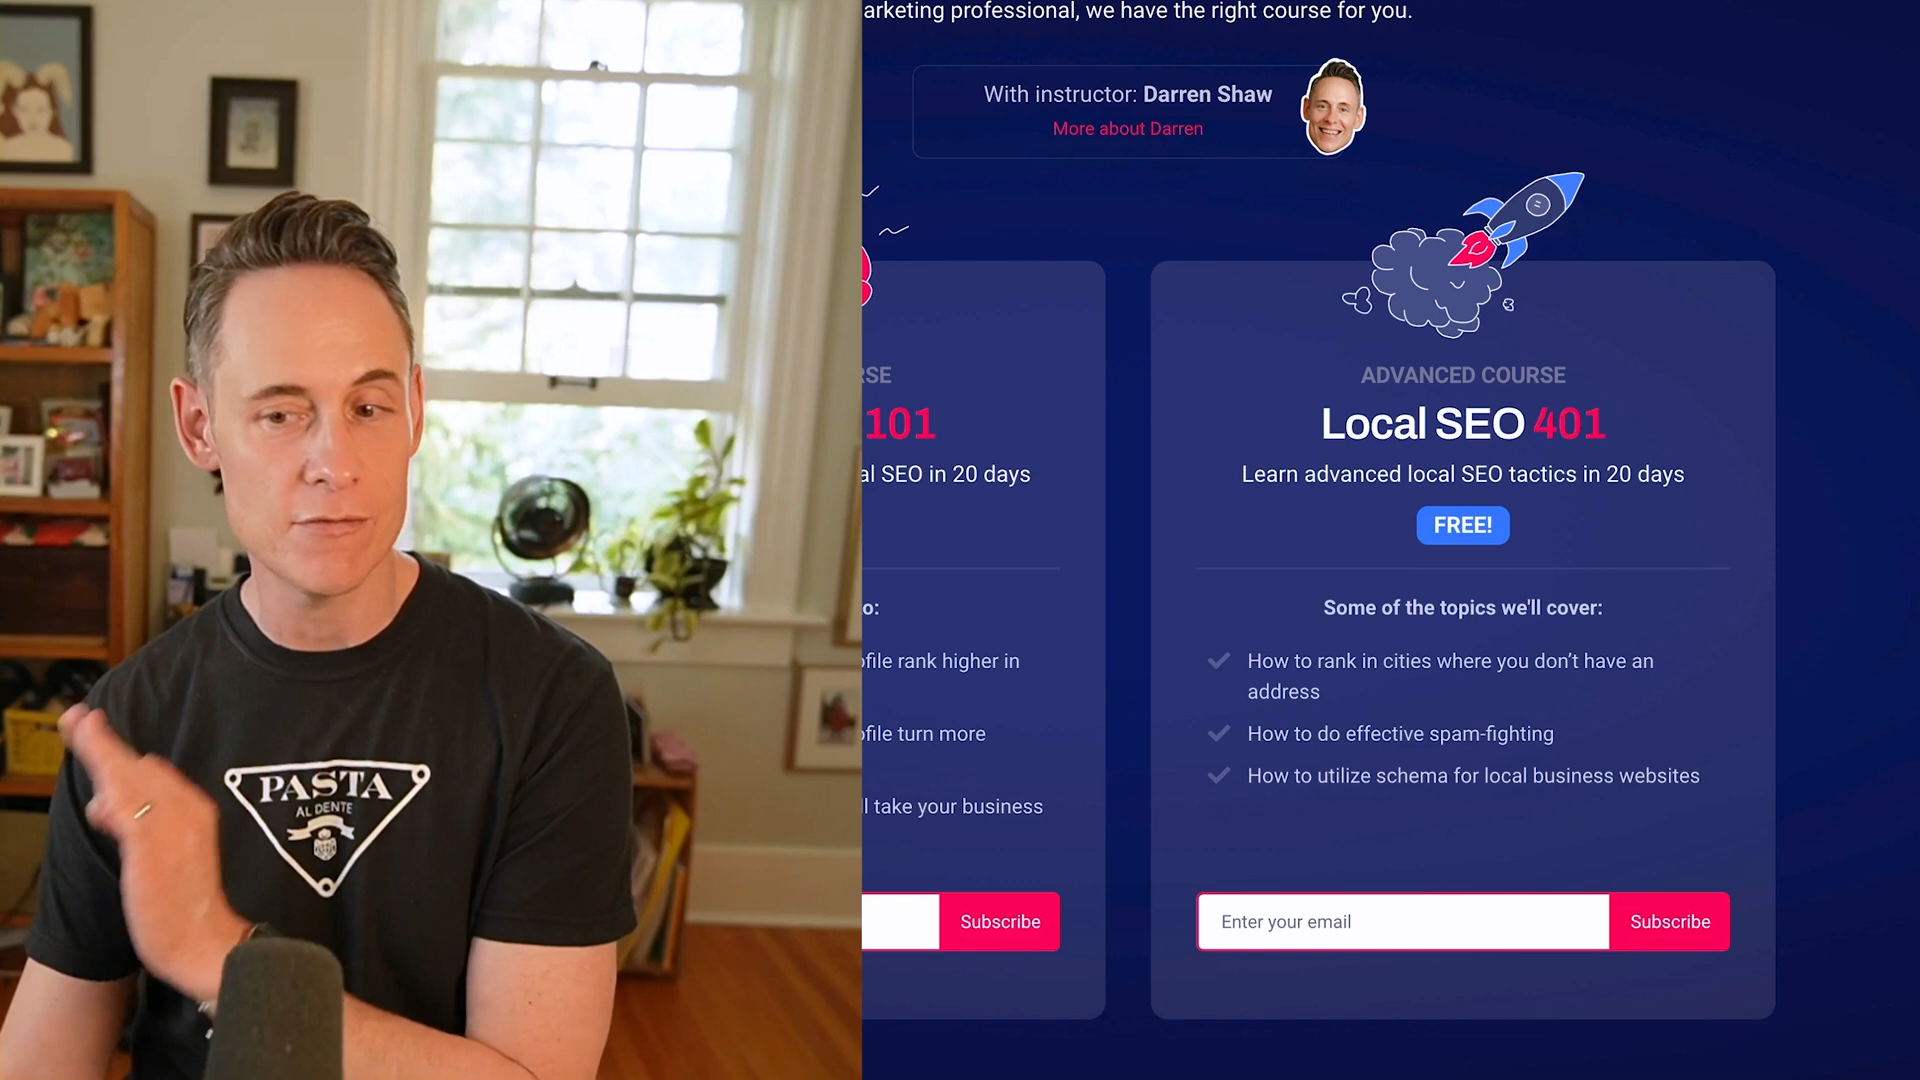 arketing professional, we have the right course for you.
With instructor: Darren Shaw
More about Darren
RSE
101
al SEO in 20 days
o:
ofile rank higher in
ofile turn more
ll take your business
Subscribe
ADVANCED COURSE
Local SEO 401
Learn advanced local SEO tactics in 20 days
FREE!
Some of the topics we'll cover:
How to rank in cities where you don't have an
address
How to do effective spam-fighting
How to utilize schema for local business websites
Enter your email
Subscribe
PASTA
AL DENTE